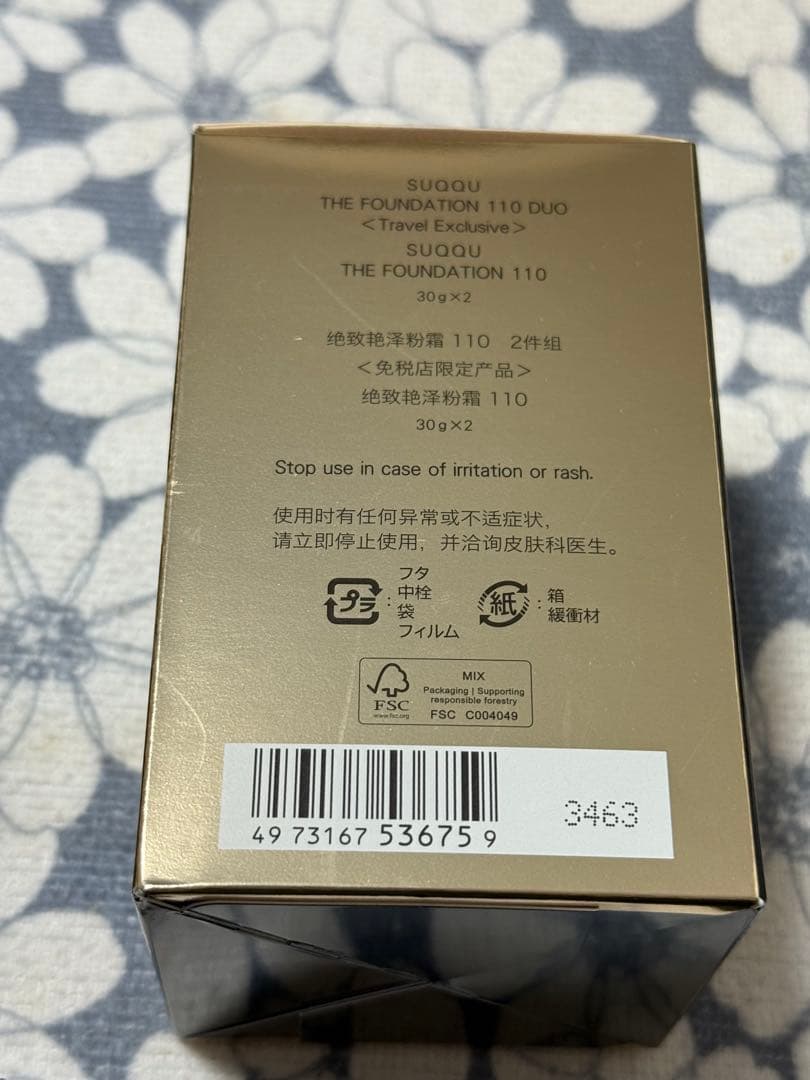 SUQQU
THE FOUNDATION 110 DUO
<Travel Exclusive>
SUQQU
THE FOUNDATION 110
30g×2
绝致艳泽粉霜 110 2件组
<免税店限定产品>
绝致艳泽粉霜 110
30g×2
Stop use in case of irritation or rash.
使用时有任何异常或不适症状，
请立即停止使用，并洽询皮肤科医生。
プラ : フタ
中栓
袋
フィルム
紙 : 箱
緩衝材
FSC
www.fsc.org
MIX
Packaging | Supporting
responsible forestry
FSC C004049
4973167536759
3463